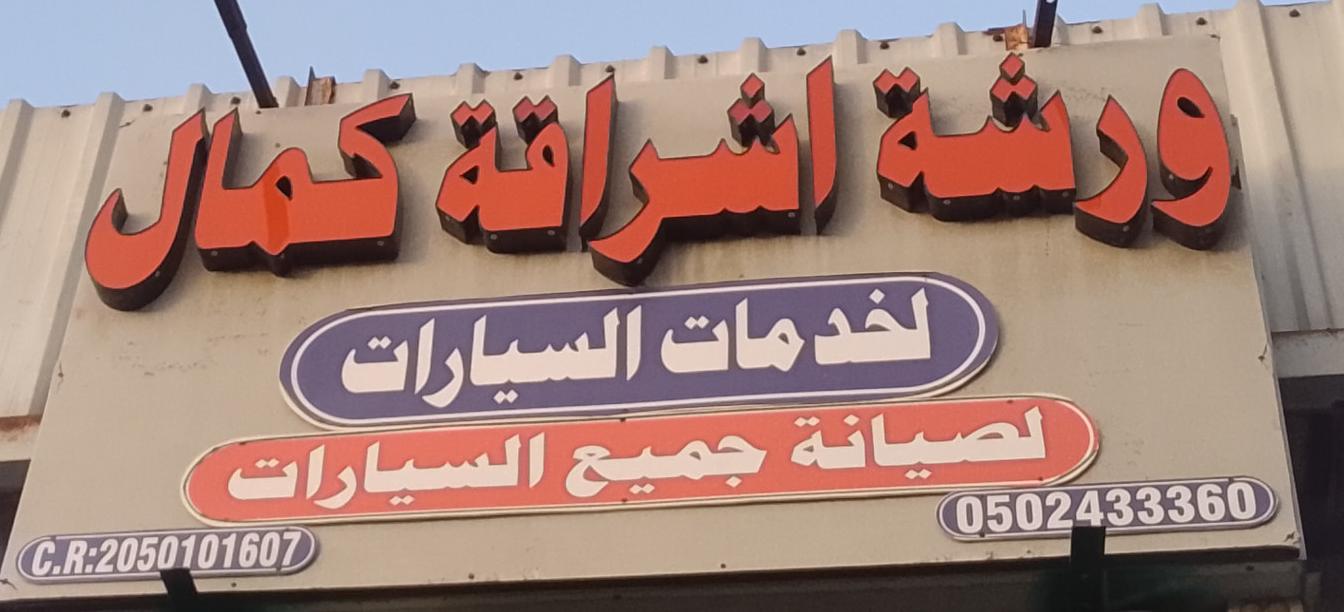 ورشة اشراقة كمال
لخدمات السيارات
لصيانة جميع السيارات
0502433360
C.R:2050101607